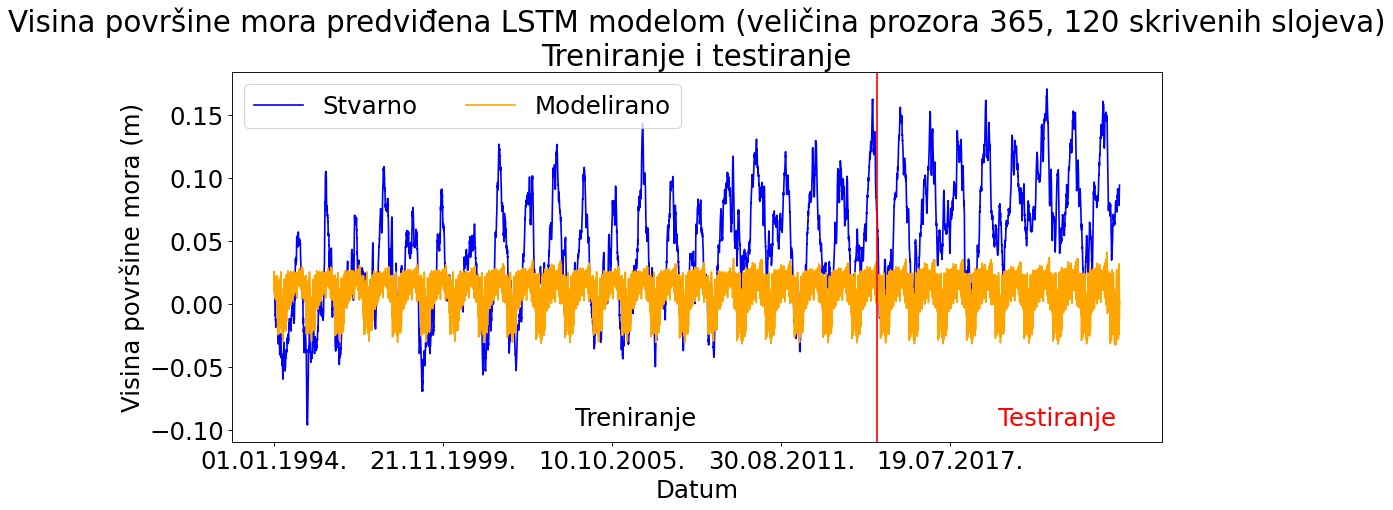 Visina površine mora predviđena LSTM modelom (veličina prozora 365, 120 skrivenih slojeva)
Treniranje i testiranje
Stvarno
Modelirano
Visina površine mora (m)
0.15
0.10
0.05
0.00
−0.05
−0.10
Treniranje
Testiranje
01.01.1994.
21.11.1999.
10.10.2005.
30.08.2011.
19.07.2017.
Datum